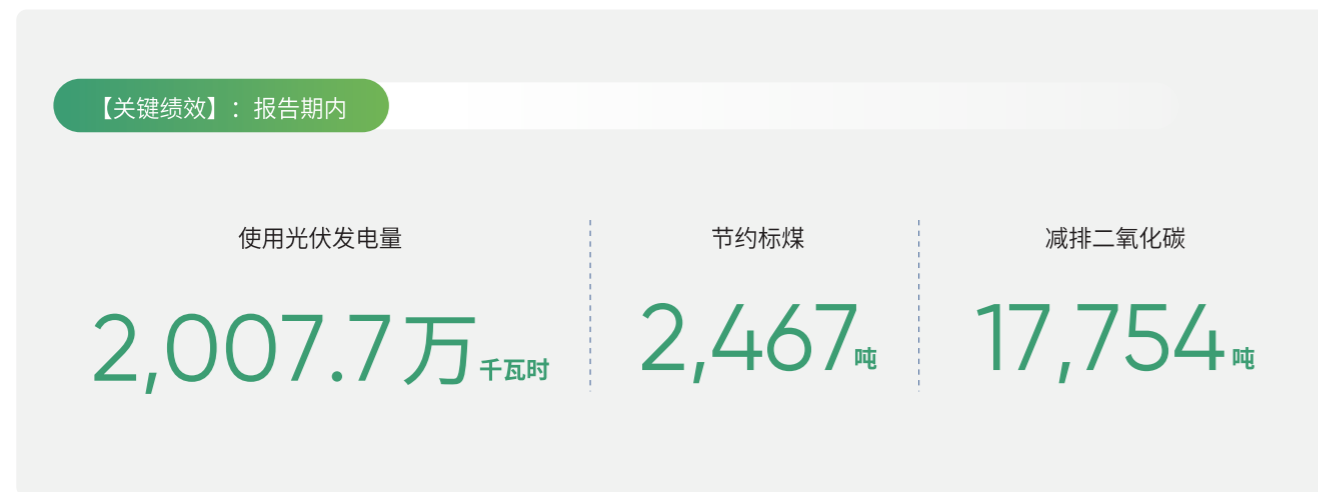 【关键绩效】：报告期内
使用光伏发电量
2,007.7万千瓦时
节约标煤
2,467吨
减排二氧化碳
17,754吨